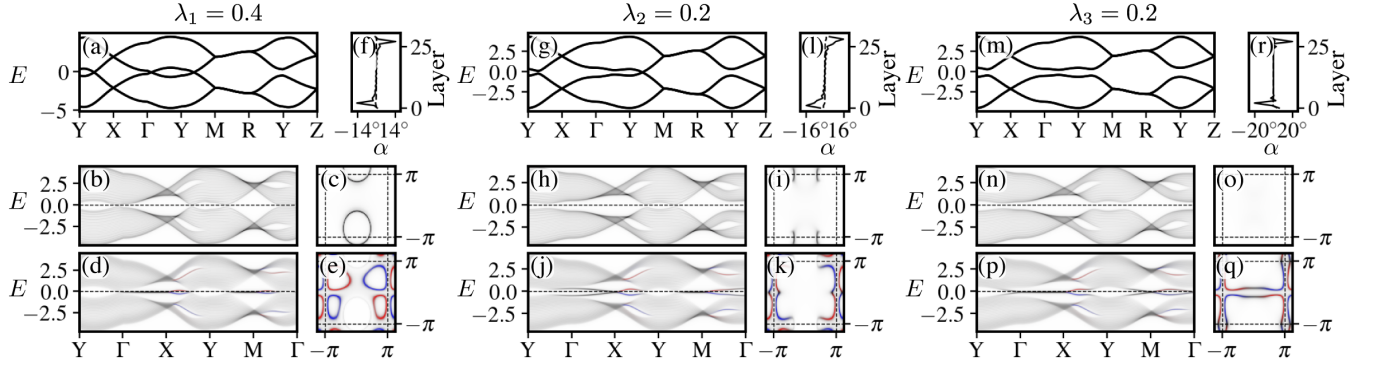 λ₁ = 0.4
λ₂ = 0.2
λ₃ = 0.2
(a)
E
0
−5
Y X Γ Y M R Y Z
(f)
25
0
Layer
−14°14°
α
(g)
E
2.5
0.0
−2.5
Y X Γ Y M R Y Z
(l)
25
0
Layer
−16°16°
α
(m)
E
2.5
0.0
−2.5
Y X Γ Y M R Y Z
(r)
25
0
Layer
−20°20°
α
(b)
E
2.5
0.0
−2.5
(c)
π
−π
(h)
E
2.5
0.0
−2.5
(i)
π
−π
(n)
E
2.5
0.0
−2.5
(o)
π
−π
(d)
E
2.5
0.0
−2.5
Y Γ X Y M Γ
(e)
π
−π
−π π
(j)
E
2.5
0.0
−2.5
Y Γ X Y M Γ
(k)
π
−π
−π π
(p)
E
2.5
0.0
−2.5
Y Γ X Y M Γ
(q)
π
−π
−π π